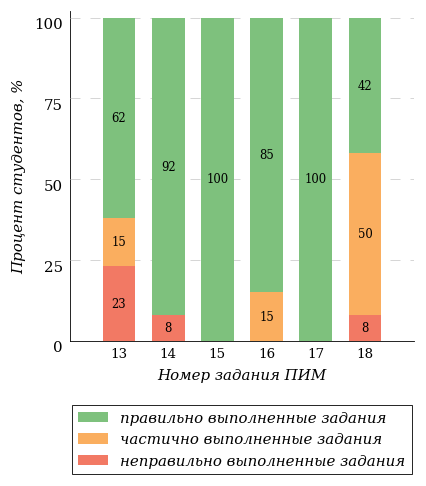 100
75
50
25
0
Процент студентов, %
62
15
23
92
8
100
85
15
100
42
50
8
13 14 15 16 17 18
Номер задания ПИМ
правильно выполненные задания
частично выполненные задания
неправильно выполненные задания